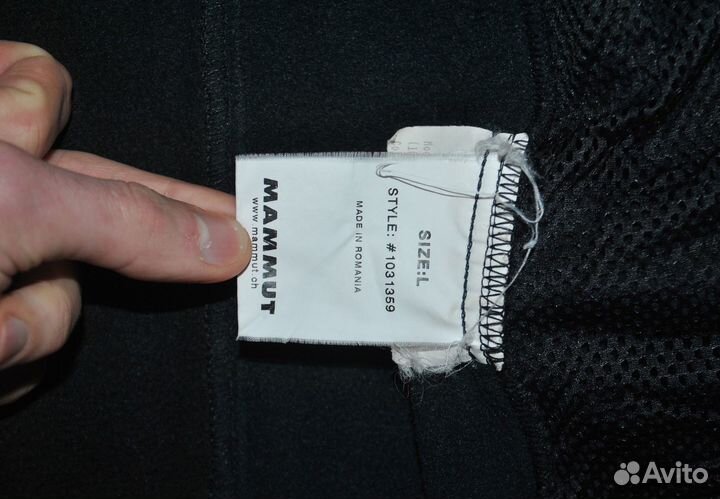 SIZE:L
STYLE: #1031359
MADE IN ROMANIA
MAMMUT
www.mammut.ch
Avito